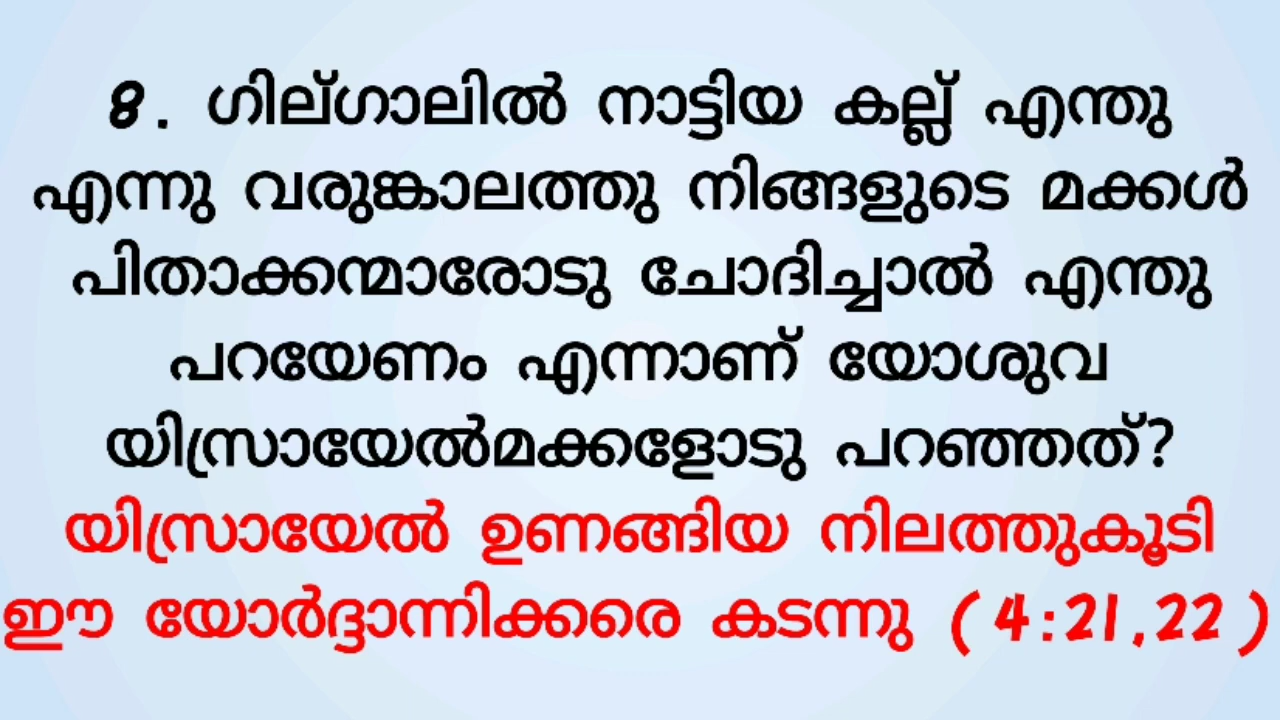 8. ഗില്ഗാലിൽ നാട്ടിയ കല്ല് എന്തു
എന്നു വരുങ്കാലത്തു നിങ്ങളുടെ മക്കൾ
പിതാക്കന്മാരോടു ചോദിച്ചാൽ എന്തു
പറയേണം എന്നാണ് യോശുവ
യിസ്രായേൽമക്കളോടു പറഞ്ഞത്?
യിസ്രായേൽ ഉണങ്ങിയ നിലത്തുകൂടി
ഈ യോർദ്ദാന്നിക്കരെ കടന്നു (4:21,22)